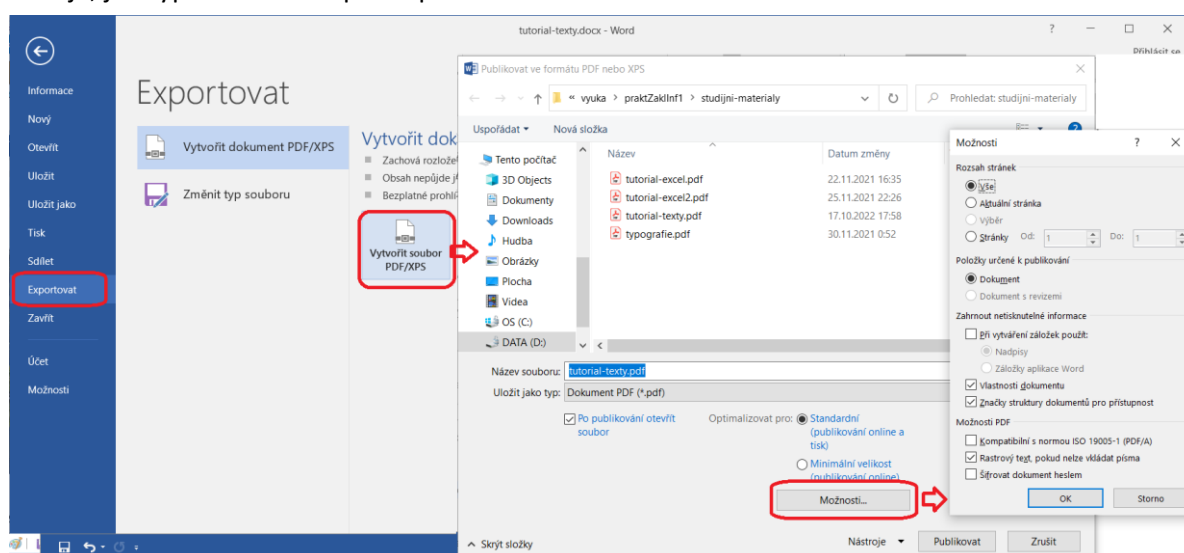 tutorial-texty.docx - Word
?
Přihlásit se
Informace
Nový
Otevřít
Uložit
Uložit jako
Tisk
Sdílet
Exportovat
Zavřít
Účet
Možnosti
Exportovat
Vytvořit dokument PDF/XPS
Změnit typ souboru
Vytvořit dok
Zachová rozlože
Obsah nepůjde j
Bezplatné prohlí
Vytvořit soubor
PDF/XPS
Publikovat ve formátu PDF nebo XPS
« vyuka > praktZaklInf1 > studijni-materialy
Prohledat: studijni-materialy
Uspořádat
Nová složka
?
Tento počítač
3D Objects
Dokumenty
Downloads
Hudba
Obrázky
Plocha
Videa
OS (C:)
DATA (D:)
Název
Datum změny
tutorial-excel.pdf 22.11.2021 16:35
tutorial-excel2.pdf 25.11.2021 22:26
tutorial-texty.pdf 17.10.2022 17:58
typografie.pdf 30.11.2021 0:52
Název souboru: tutorial-texty.pdf
Uložit jako typ: Dokument PDF (*.pdf)
Po publikování otevřít
soubor
Optimalizovat pro:
Standardní
(publikování online a
tisk)
Minimální velikost
(publikování online)
Možnosti...
Skrýt složky
Nástroje
Publikovat
Zrušit
Možnosti
?
Rozsah stránek
Vše
Aktuální stránka
Výběr
Stránky Od: 1 Do: 1
Položky určené k publikování
Dokument
Dokument s revizemi
Zahrnout netisknutelné informace
Při vytváření záložek použít:
Nadpisy
Záložky aplikace Word
Vlastnosti dokumentu
Značky struktury dokumentů pro přístupnost
Možnosti PDF
Kompatibilní s normou ISO 19005-1 (PDF/A)
Rastrový text, pokud nelze vkládat písma
Šifrovat dokument heslem
OK
Storno